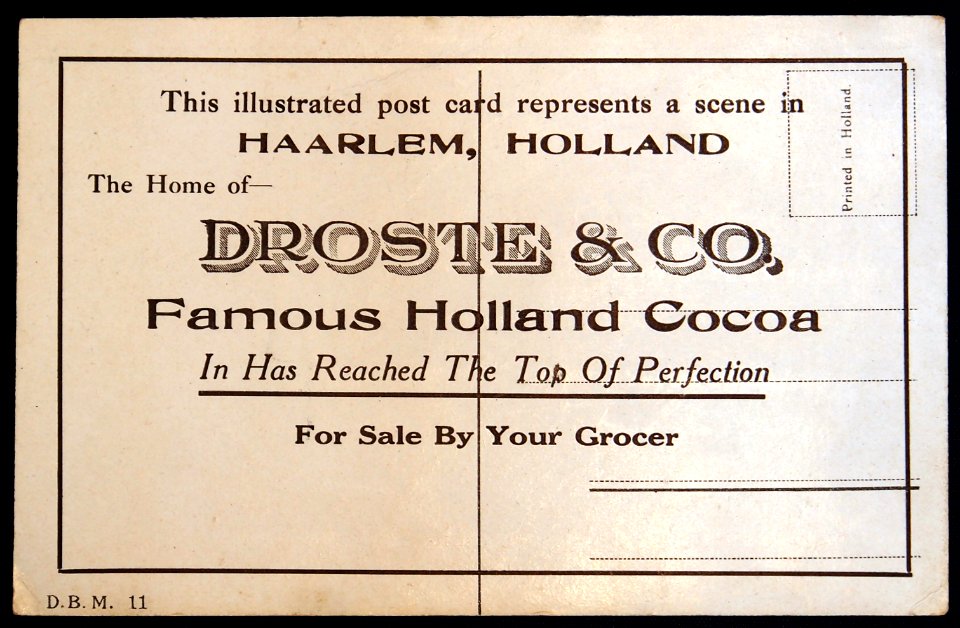 This illustrated post card represents a scene in
HAARLEM, HOLLAND
The Home of—
DROSTE & CO.
Famous Holland Cocoa
In Has Reached The Top Of Perfection
For Sale By Your Grocer
Printed in Holland.
D.B.M. 11